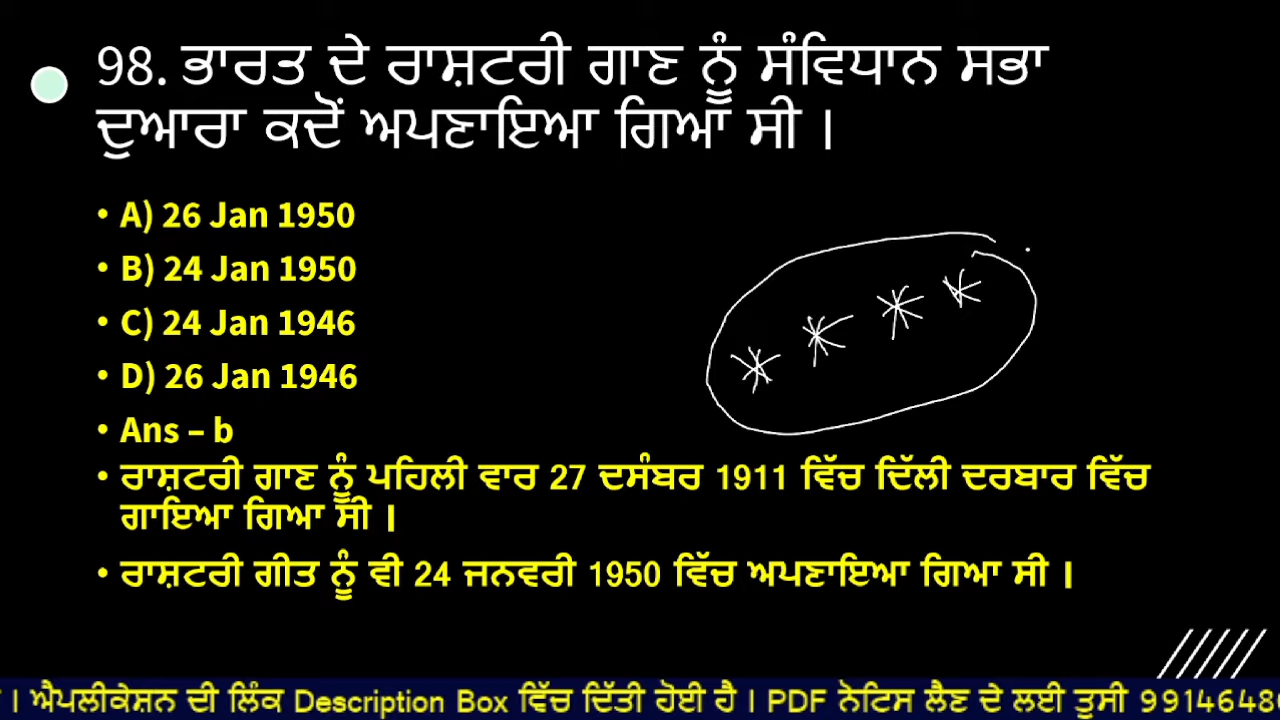 98. ਭਾਰਤ ਦੇ ਰਾਸ਼ਟਰੀ ਗਾਣ ਨੂੰ ਸੰਵਿਧਾਨ ਸਭਾ
ਦੁਆਰਾ ਕਦੋਂ ਅਪਣਾਇਆ ਗਿਆ ਸੀ ।
• A) 26 Jan 1950
• B) 24 Jan 1950
• C) 24 Jan 1946
• D) 26 Jan 1946
• Ans – b
• ਰਾਸ਼ਟਰੀ ਗਾਣ ਨੂੰ ਪਹਿਲੀ ਵਾਰ 27 ਦਸੰਬਰ 1911 ਵਿੱਚ ਦਿੱਲੀ ਦਰਬਾਰ ਵਿੱਚ
ਗਾਇਆ ਗਿਆ ਸੀ ।
• ਰਾਸ਼ਟਰੀ ਗੀਤ ਨੂੰ ਵੀ 24 ਜਨਵਰੀ 1950 ਵਿੱਚ ਅਪਣਾਇਆ ਗਿਆ ਸੀ ।
। ਐਪਲੀਕੇਸ਼ਨ ਦੀ ਲਿੰਕ Description Box ਵਿੱਚ ਦਿੱਤੀ ਹੋਈ ਹੈ । PDF ਨੋਟਿਸ ਲੈਣ ਦੇ ਲਈ ਤੁਸੀ 9914648